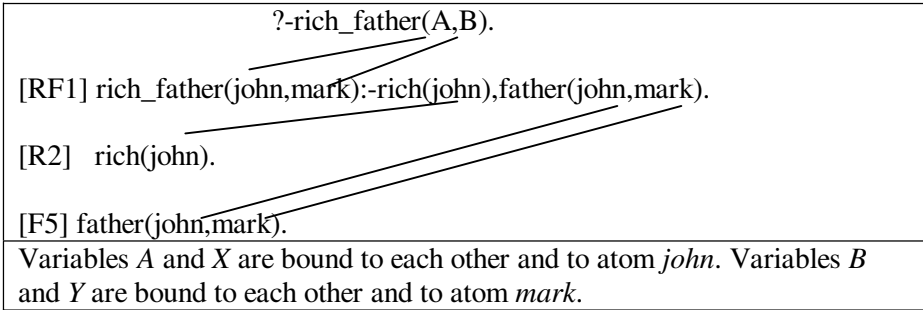 ?-rich_father(A,B).
[RF1] rich_father(john,mark):-rich(john),father(john,mark).
[R2] rich(john).
[F5] father(john,mark).
Variables A and X are bound to each other and to atom john. Variables B
and Y are bound to each other and to atom mark.